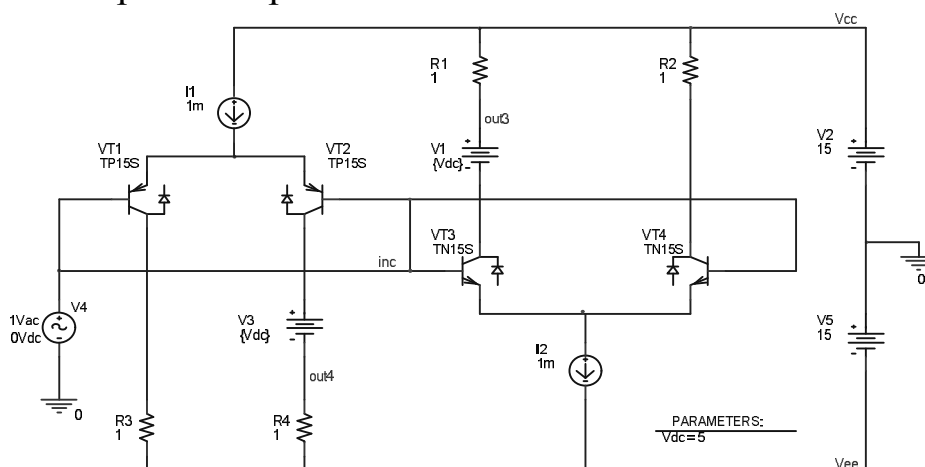 Vcc
R1
1
R2
1
I1
1m
out3
VT1
TP15S
VT2
TP15S
V1
{Vdc}
V2
15
VT3
TN15S
VT4
TN15S
inc
0
V4
1Vac
0Vdc
V3
{Vdc}
V5
15
I2
1m
out4
0
R3
1
R4
1
PARAMETERS:
Vdc = 5
Vee